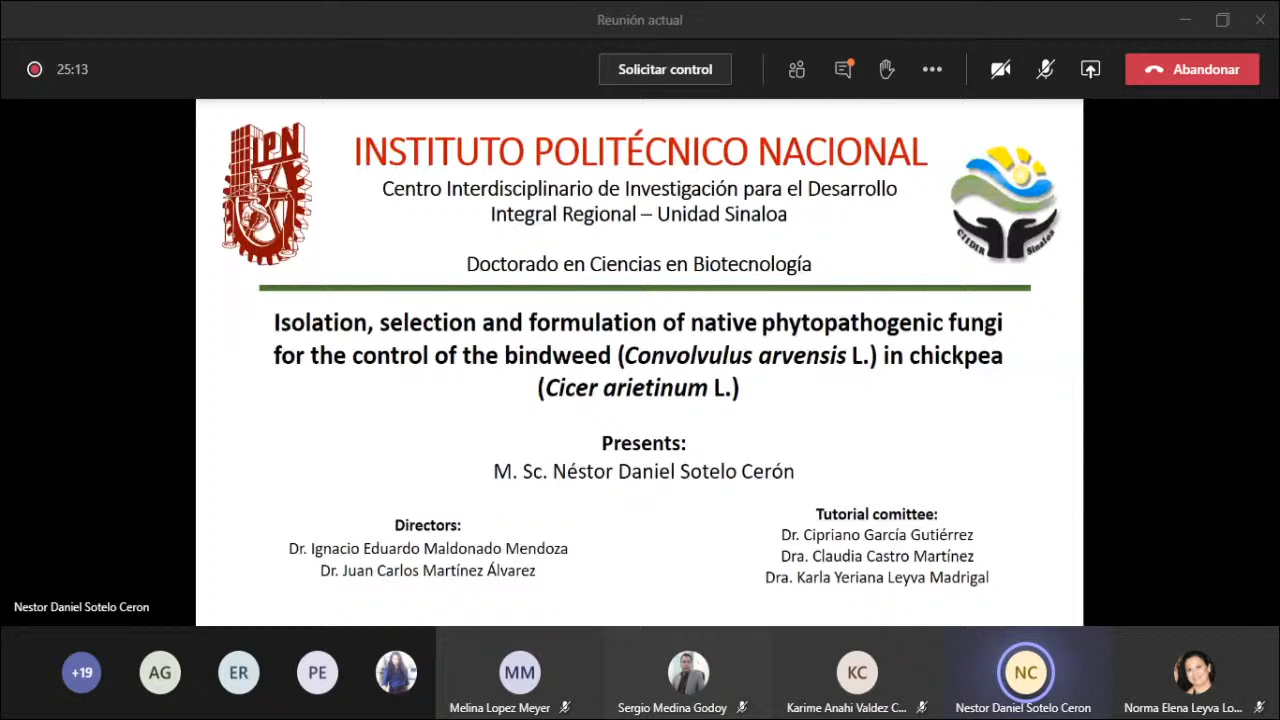 Reunión actual
25:13
Solicitar control
Abandonar
IPN
INSTITUTO POLITÉCNICO NACIONAL
Centro Interdisciplinario de Investigación para el Desarrollo
Integral Regional – Unidad Sinaloa
CIIDIR Sinaloa
Doctorado en Ciencias en Biotecnología
Isolation, selection and formulation of native phytopathogenic fungi
for the control of the bindweed (Convolvulus arvensis L.) in chickpea
(Cicer arietinum L.)
Presents:
M. Sc. Néstor Daniel Sotelo Cerón
Directors:
Dr. Ignacio Eduardo Maldonado Mendoza
Dr. Juan Carlos Martínez Álvarez
Tutorial comittee:
Dr. Cipriano García Gutiérrez
Dra. Claudia Castro Martínez
Dra. Karla Yeriana Leyva Madrigal
Nestor Daniel Sotelo Ceron
+19
AG
ER
PE
MM
KC
NC
Melina Lopez Meyer
Sergio Medina Godoy
Karime Anahi Valdez C...
Nestor Daniel Sotelo Ceron
Norma Elena Leyva Lo...